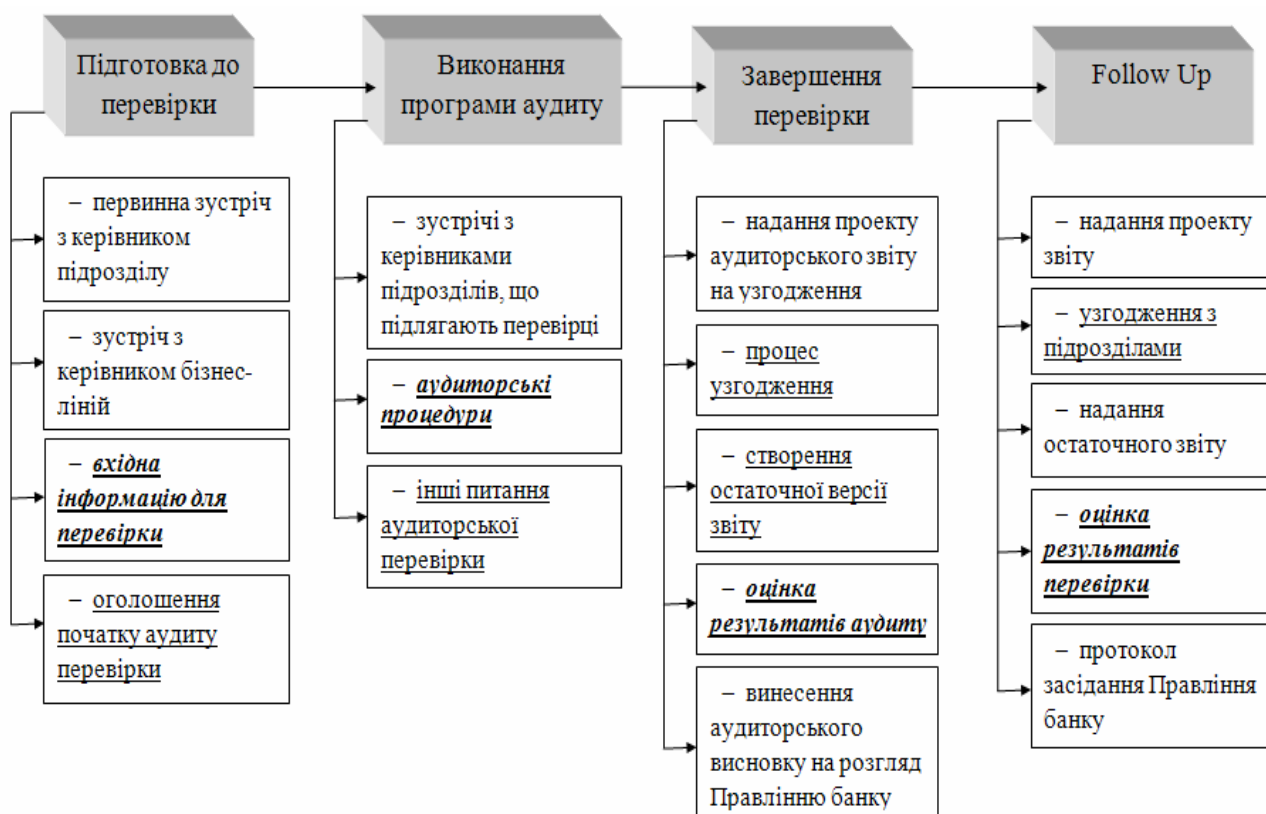 Підготовка до
перевірки
– первинна зустріч
з керівником
підрозділу
– зустріч з
керівником бізнес-
ліній
– вхідна
інформацію для
перевірки
– оголошення
початку аудиту
перевірки
Виконання
програми аудиту
– зустрічі з
керівниками
підрозділів, що
підлягають перевірці
– аудиторські
процедури
– інші питання
аудиторської
перевірки
Завершення
перевірки
– надання проекту
аудиторського звіту
на узгодження
– процес
узгодження
– створення
остаточної версії
звіту
– оцінка
результатів аудиту
– винесення
аудиторського
висновку на розгляд
Правлінню банку
Follow Up
– надання проекту
звіту
– узгодження з
підрозділами
– надання
остаточного звіту
– оцінка
результатів
перевірки
– протокол
засідання Правління
банку